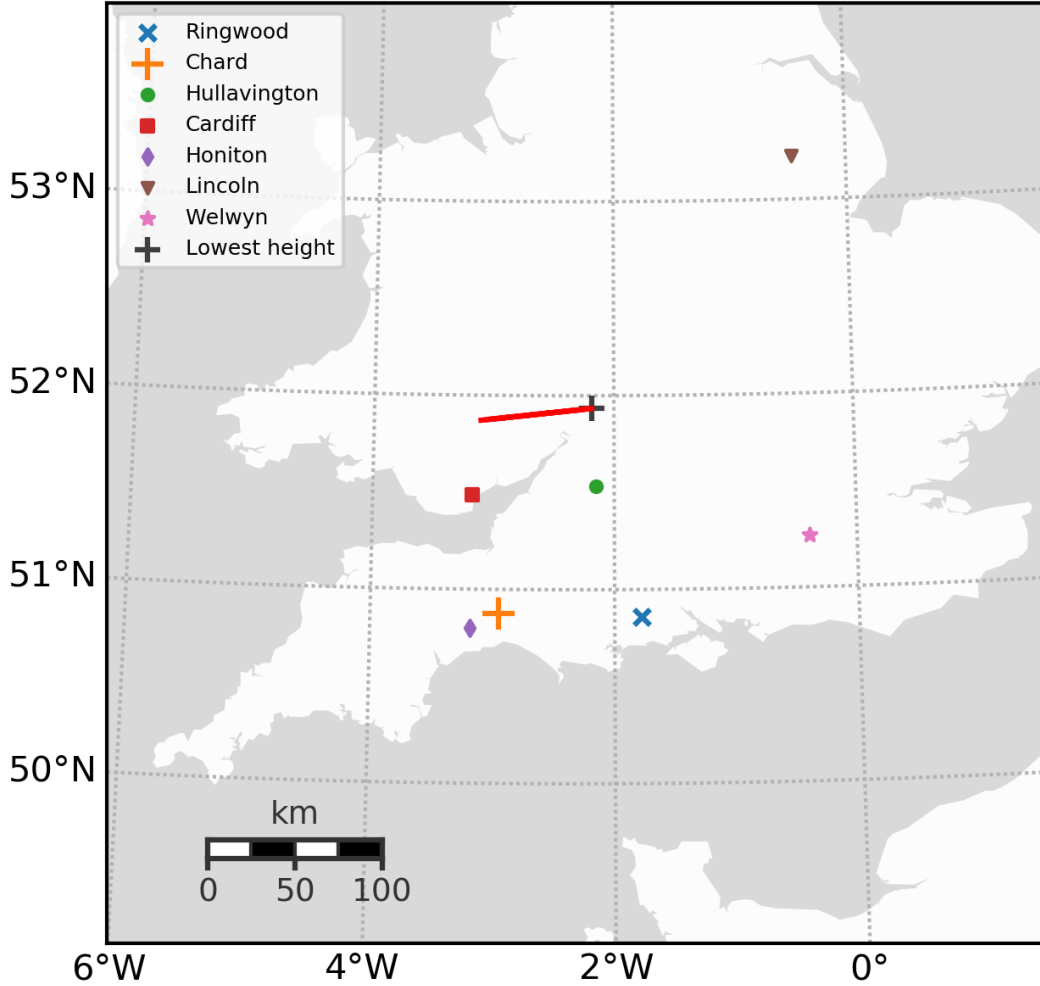 Ringwood
Chard
Hullavington
Cardiff
Honiton
Lincoln
Welwyn
Lowest height
53°N
52°N
51°N
50°N
km
0 50 100
6°W 4°W 2°W 0°